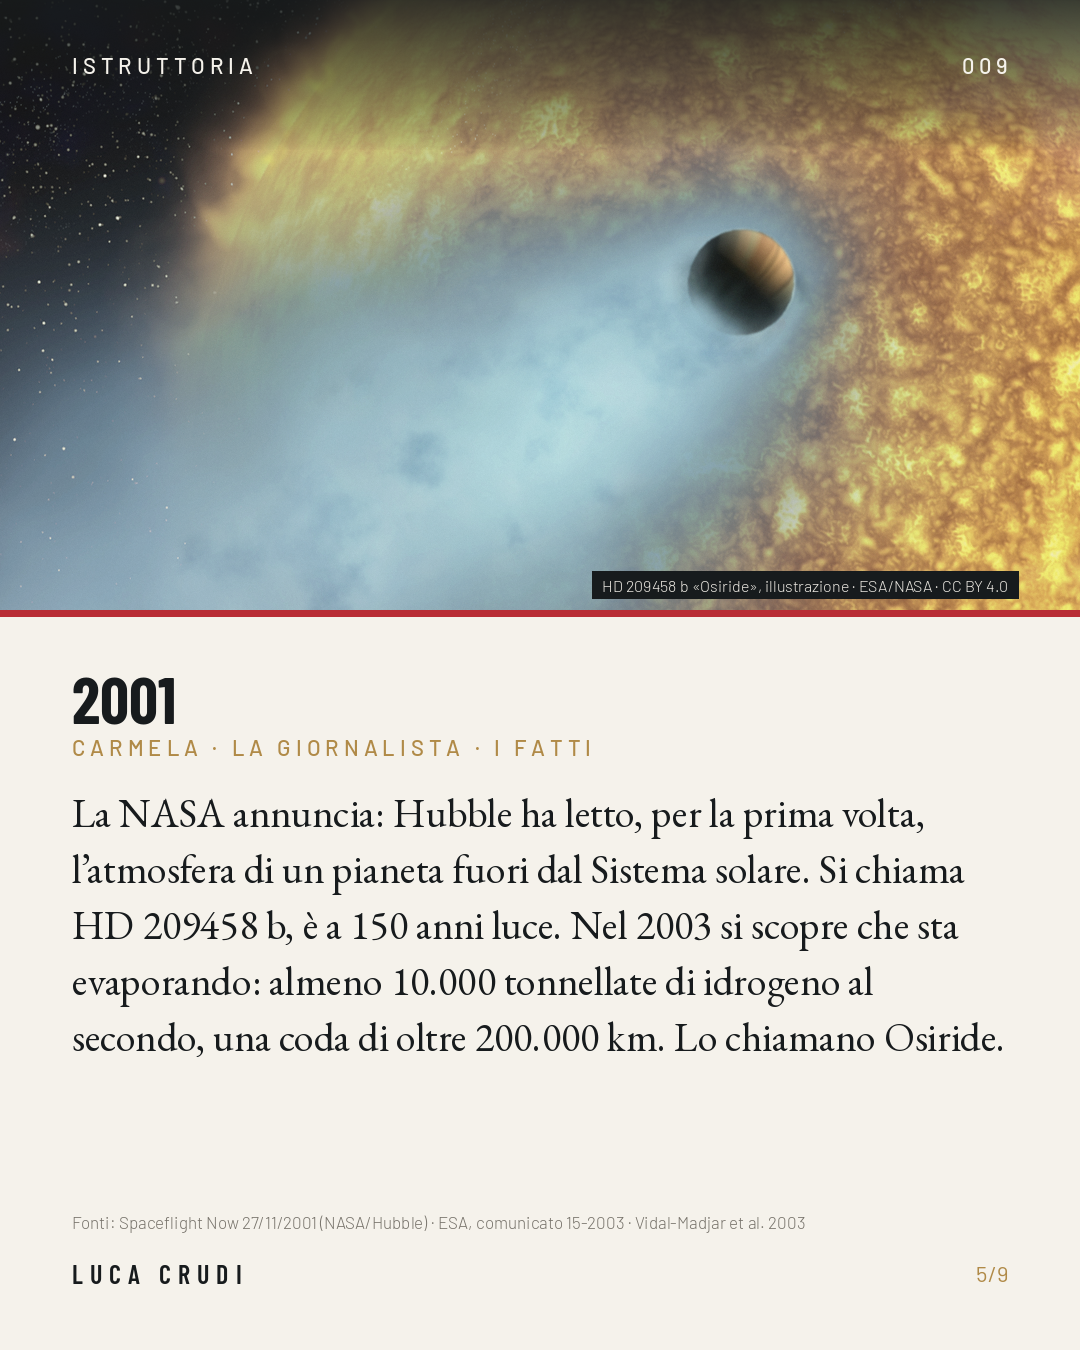 ISTRUTTORIA
009
HD 209458 b «Osiride», illustrazione · ESA/NASA · CC BY 4.0
2001
CARMELA · LA GIORNALISTA · I FATTI
La NASA annuncia: Hubble ha letto, per la prima volta,
l’atmosfera di un pianeta fuori dal Sistema solare. Si chiama
HD 209458 b, è a 150 anni luce. Nel 2003 si scopre che sta
evaporando: almeno 10.000 tonnellate di idrogeno al
secondo, una coda di oltre 200.000 km. Lo chiamano Osiride.
Fonti: Spaceflight Now 27/11/2001 (NASA/Hubble) · ESA, comunicato 15-2003 · Vidal-Madjar et al. 2003
LUCA CRUDI
5/9